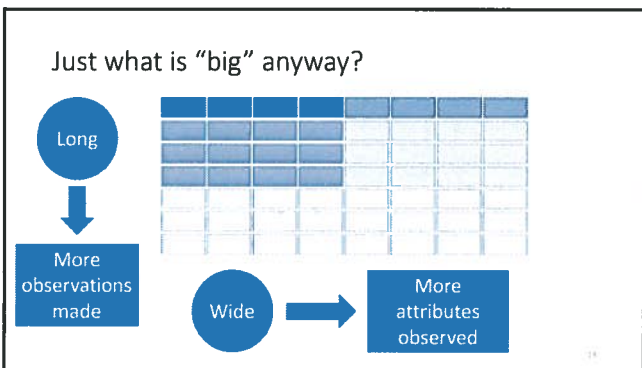 Just what is “big” anyway?
Long
More
observations
made
Wide
More
attributes
observed